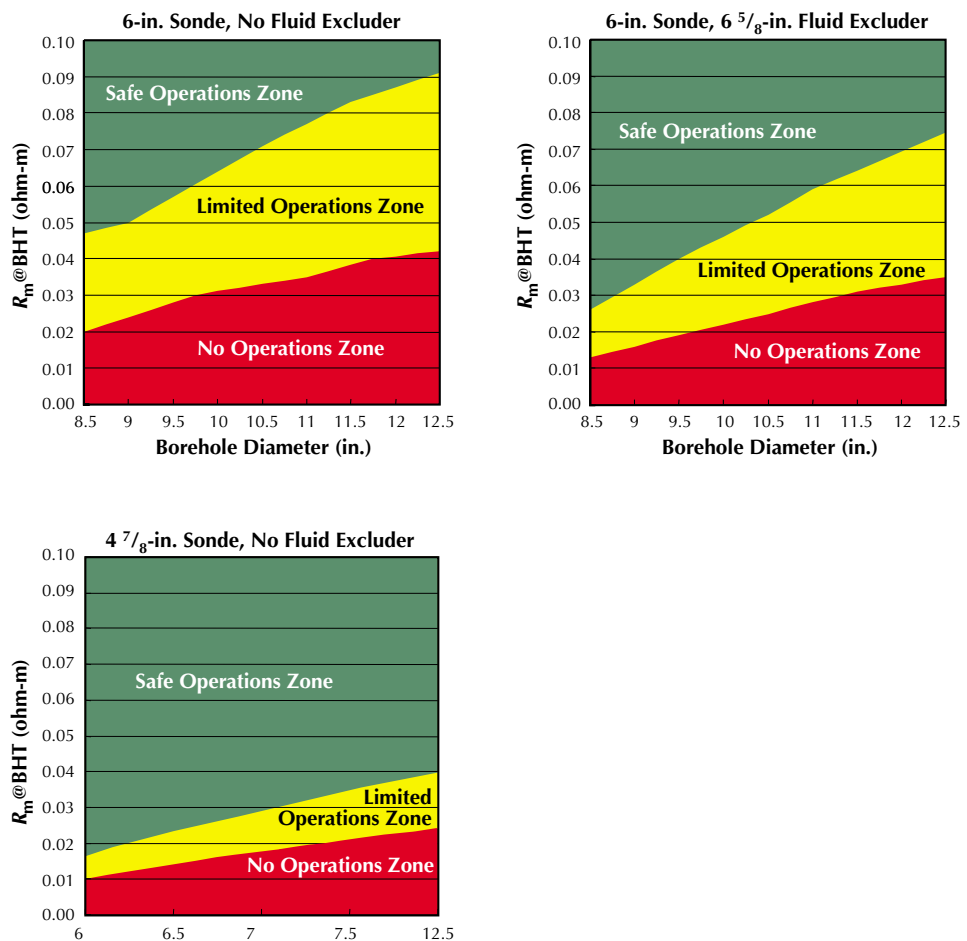 6-in. Sonde, No Fluid Excluder
R_m@BHT (ohm-m)
0.10
0.09
0.08
0.07
0.06
0.05
0.04
0.03
0.02
0.01
0.00
Safe Operations Zone
Limited Operations Zone
No Operations Zone
8.5 9 9.5 10 10.5 11 11.5 12 12.5
Borehole Diameter (in.)
6-in. Sonde, 6 5/8-in. Fluid Excluder
R_m@BHT (ohm-m)
0.10
0.09
0.08
0.07
0.06
0.05
0.04
0.03
0.02
0.01
0.00
Safe Operations Zone
Limited Operations Zone
No Operations Zone
8.5 9 9.5 10 10.5 11 11.5 12 12.5
Borehole Diameter (in.)
4 7/8-in. Sonde, No Fluid Excluder
R_m@BHT (ohm-m)
0.10
0.09
0.08
0.07
0.06
0.05
0.04
0.03
0.02
0.01
0.00
Safe Operations Zone
Limited
Operations Zone
No Operations Zone
6 6.5 7 7.5 12.5